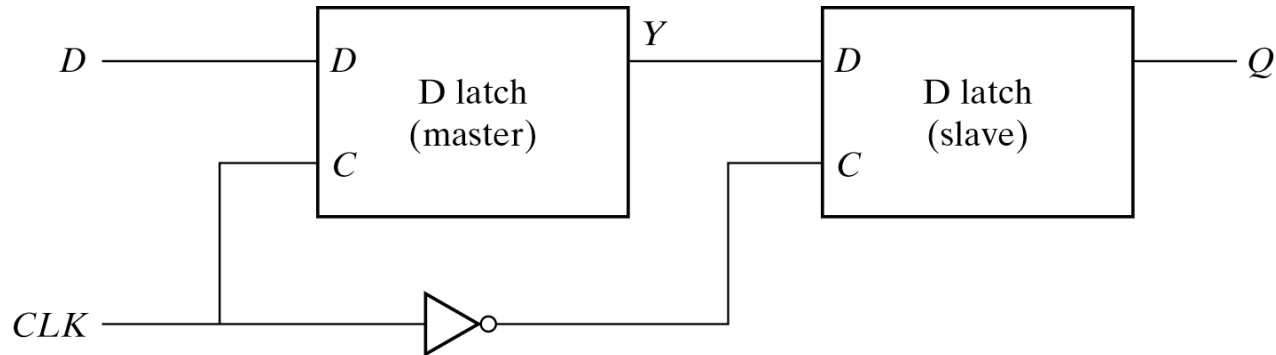 D
D
D latch
(master)
C
Y
D
D latch
(slave)
C
Q
CLK